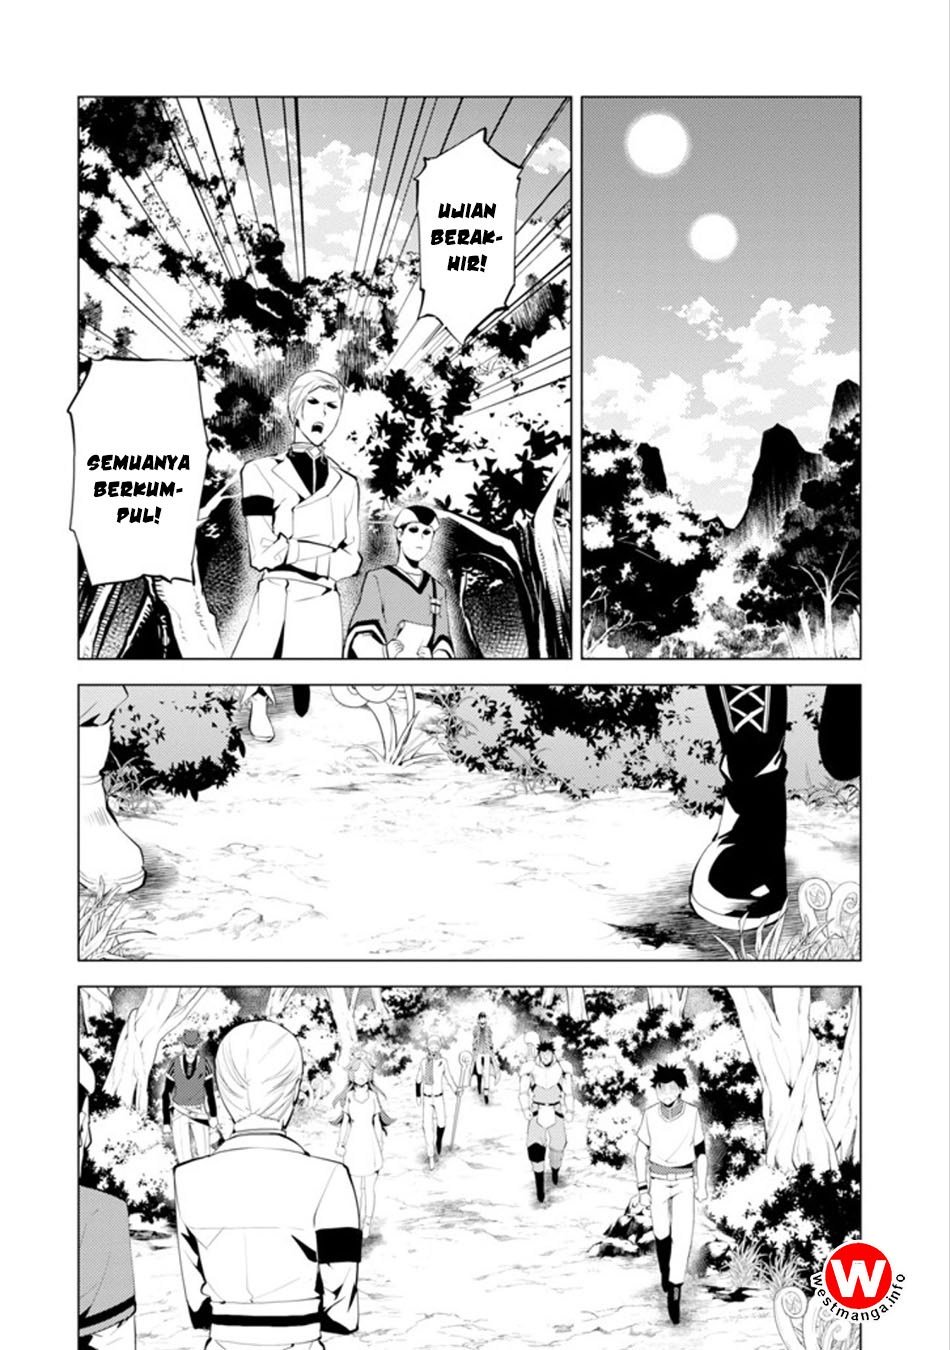 UJIAN
BERAK-
HIR!
SEMUANYA
BERKUM-
PUL!
W
westmanga.info